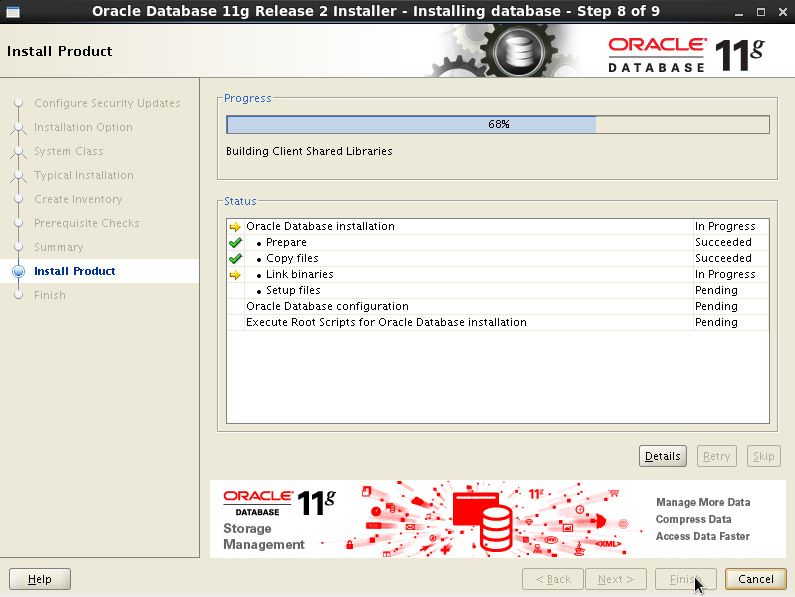 Oracle Database 11g Release 2 Installer - Installing database - Step 8 of 9
Install Product
ORACLE
DATABASE 11g
Configure Security Updates
Installation Option
System Class
Typical Installation
Create Inventory
Prerequisite Checks
Summary
Install Product
Finish
Progress
68%
Building Client Shared Libraries
Status
Oracle Database installation In Progress
• Prepare Succeeded
• Copy files Succeeded
• Link binaries In Progress
• Setup files Pending
Oracle Database configuration Pending
Execute Root Scripts for Oracle Database installation Pending
Details Retry Skip
ORACLE
DATABASE 11g
Storage
Management
11g
<XML>
Manage More Data
Compress Data
Access Data Faster
Help < Back Next > Finish Cancel